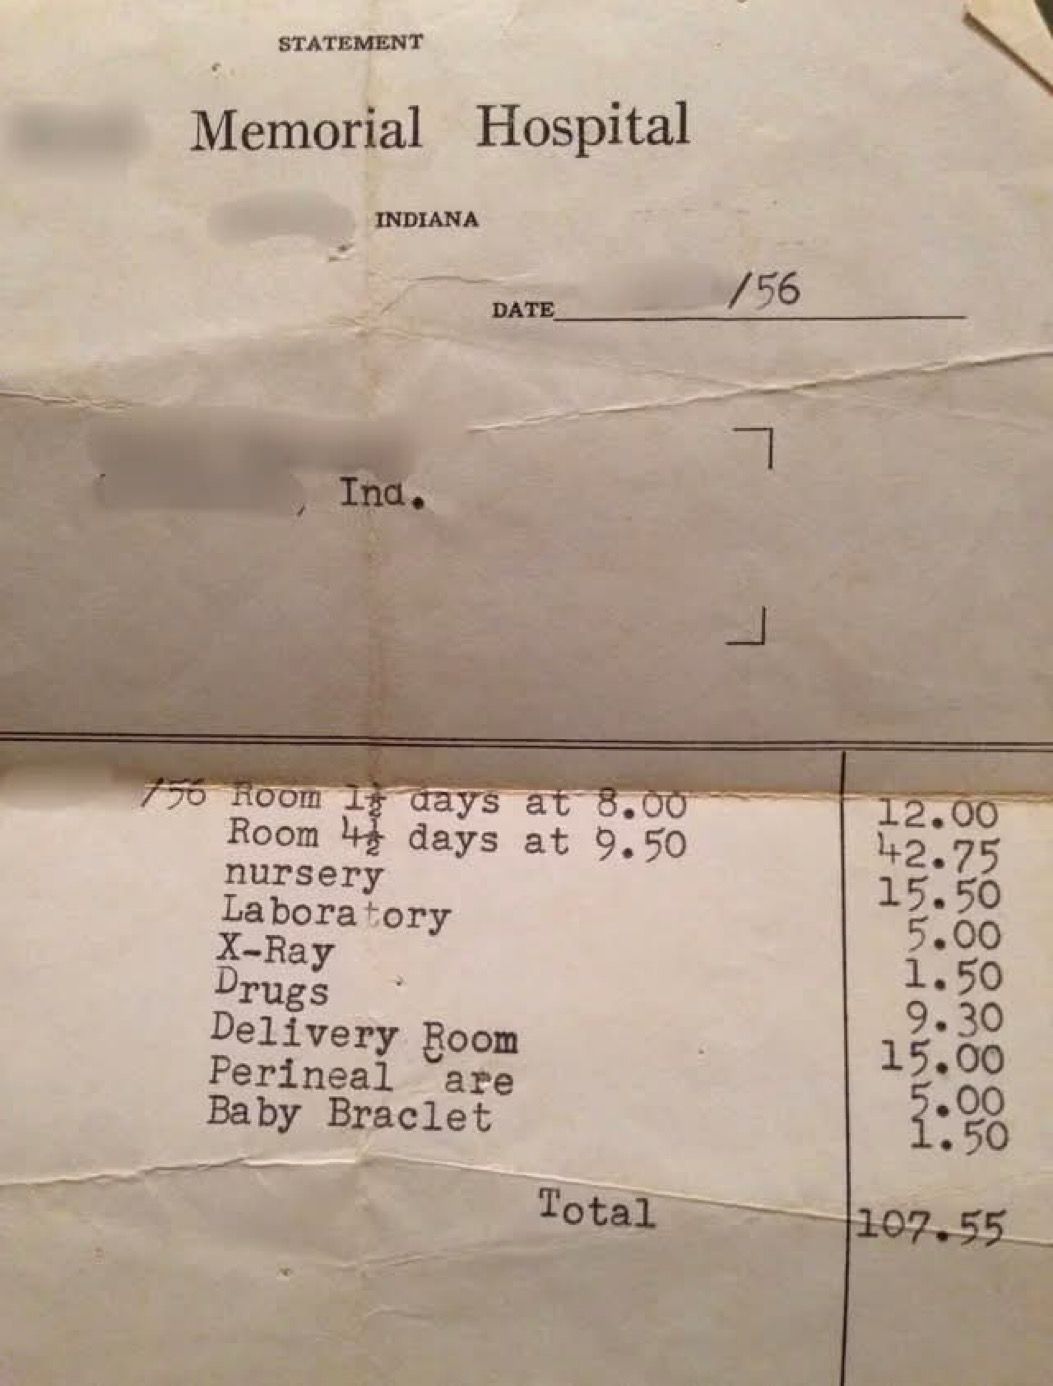 STATEMENT
Memorial Hospital
INDIANA
DATE /56
, Ind.
/56 Room 1½ days at 8.00 12.00
Room 4½ days at 9.50 42.75
nursery 15.50
Laboratory 5.00
X-Ray 1.50
Drugs 9.30
Delivery Room 15.00
Perineal Care 5.00
Baby Braclet 1.50
Total 107.55